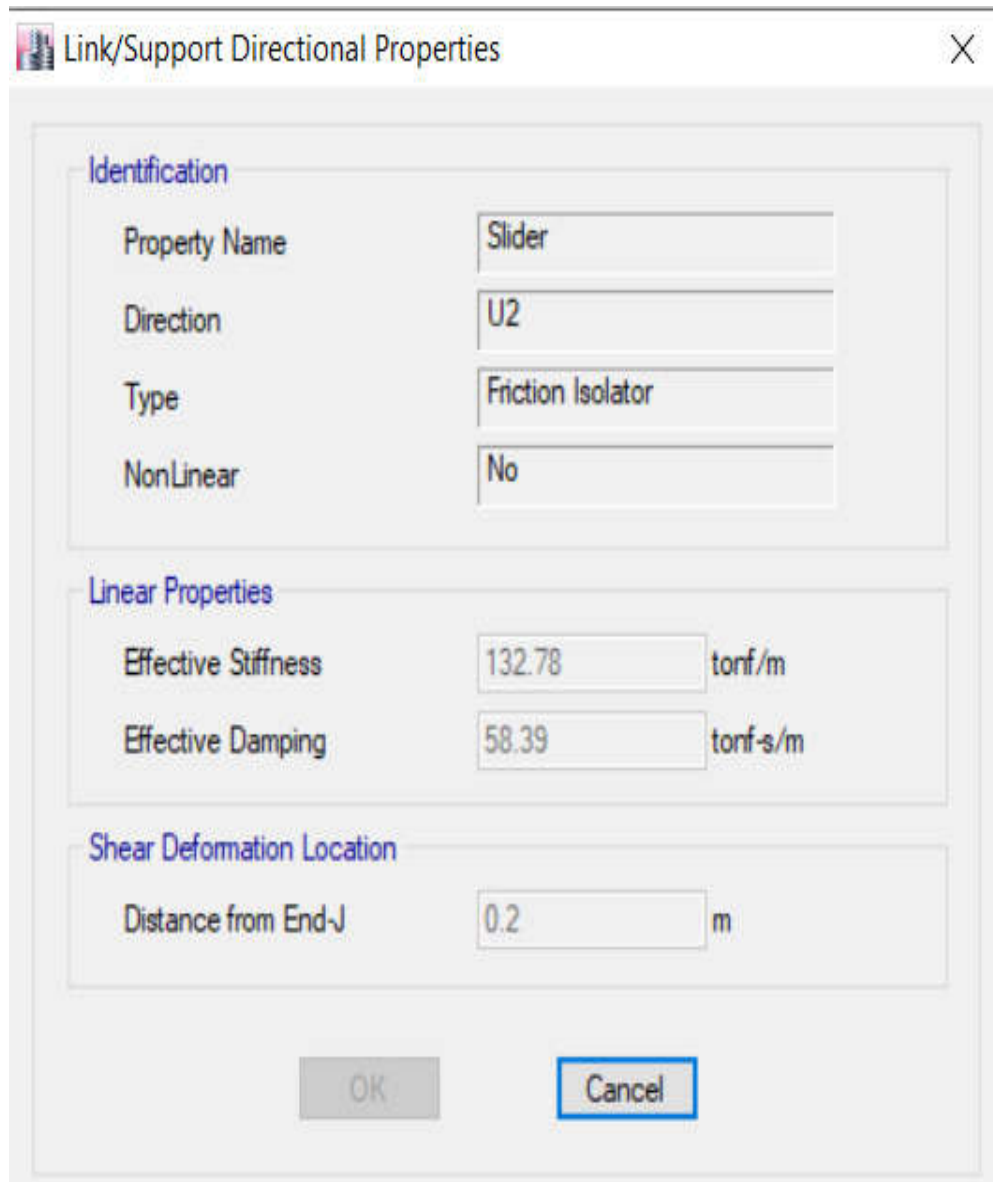 Link/Support Directional Properties
Identification
Property Name Slider
Direction U2
Type Friction Isolator
NonLinear No
Linear Properties
Effective Stiffness 132.78 tonf/m
Effective Damping 58.39 tonf-s/m
Shear Deformation Location
Distance from End-J 0.2 m
OK Cancel